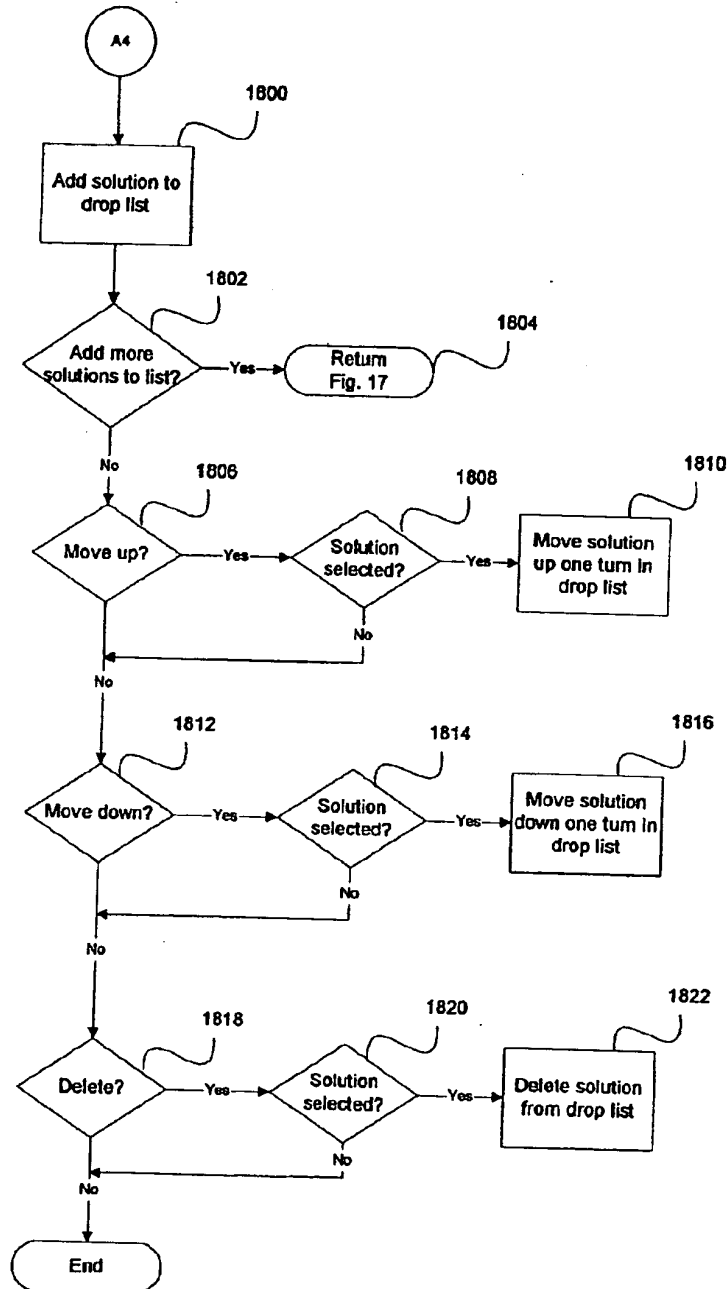 A4
1800
Add solution to
drop list
1802
Add more
solutions to list?
Yes
Return
Fig. 17
1804
No
1806
Move up?
Yes
1808
Solution
selected?
Yes
1810
Move solution
up one turn in
drop list
No
No
1812
Move down?
Yes
1814
Solution
selected?
Yes
1816
Move solution
down one turn in
drop list
No
No
1818
Delete?
Yes
1820
Solution
selected?
Yes
1822
Delete solution
from drop list
No
No
End